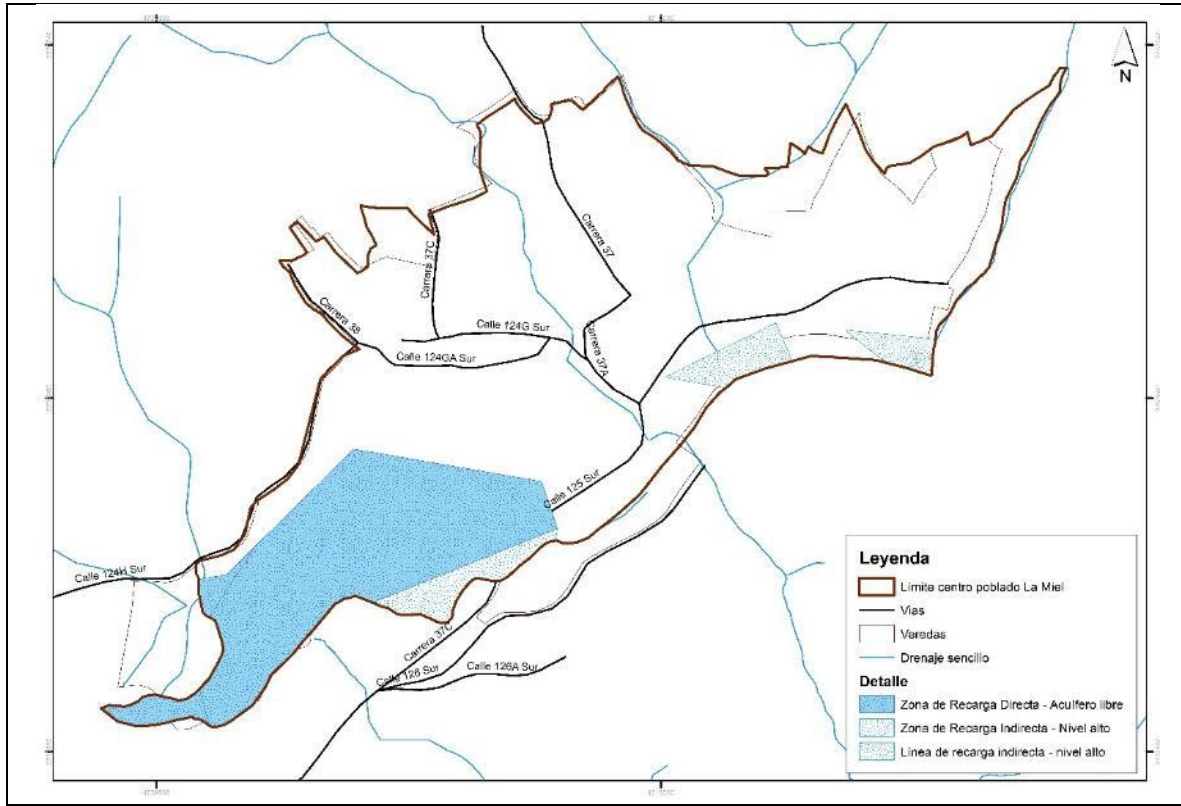 N
Carrera 37
Carrera 37C
Carrera 38
Calle 124G Sur
Calle 124GA Sur
Carrera 37A
Calle 125 Sur
Calle 124H Sur
Carrera 37C
Calle 126 Sur
Calle 126A Sur
Leyenda
Límite centro poblado La Miel
Vias
Veredas
Drenaje sencillo
Detalle
Zona de Recarga Directa - Acuífero libre
Zona de Recarga Indirecta - Nivel alto
Línea de recarga indirecta - nivel alto